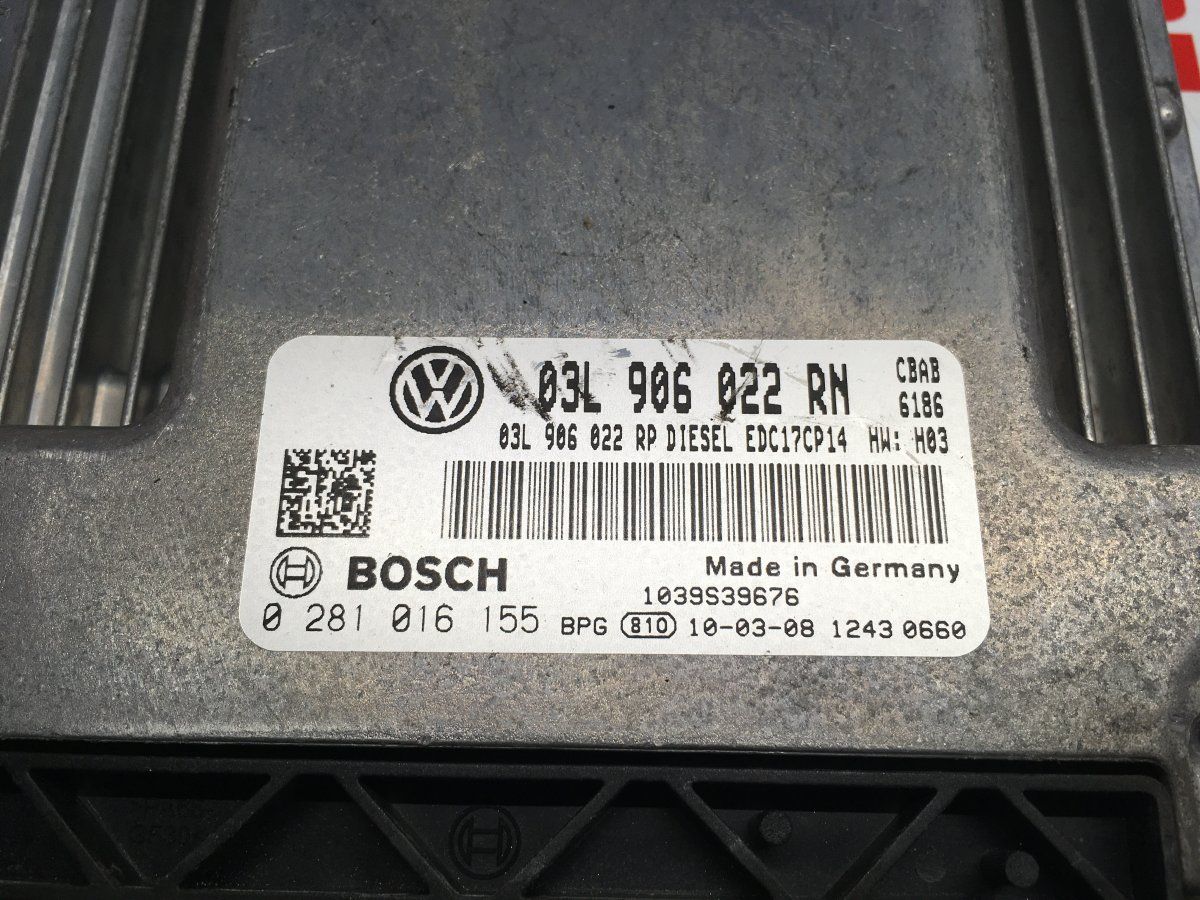 03L 906 022 RN CBAB
6186
03L 906 022 RP DIESEL EDC17CP14 HW: H03
BOSCH Made in Germany
1039S39676
0 281 016 155 BPG 810 10-03-08 1243 0660